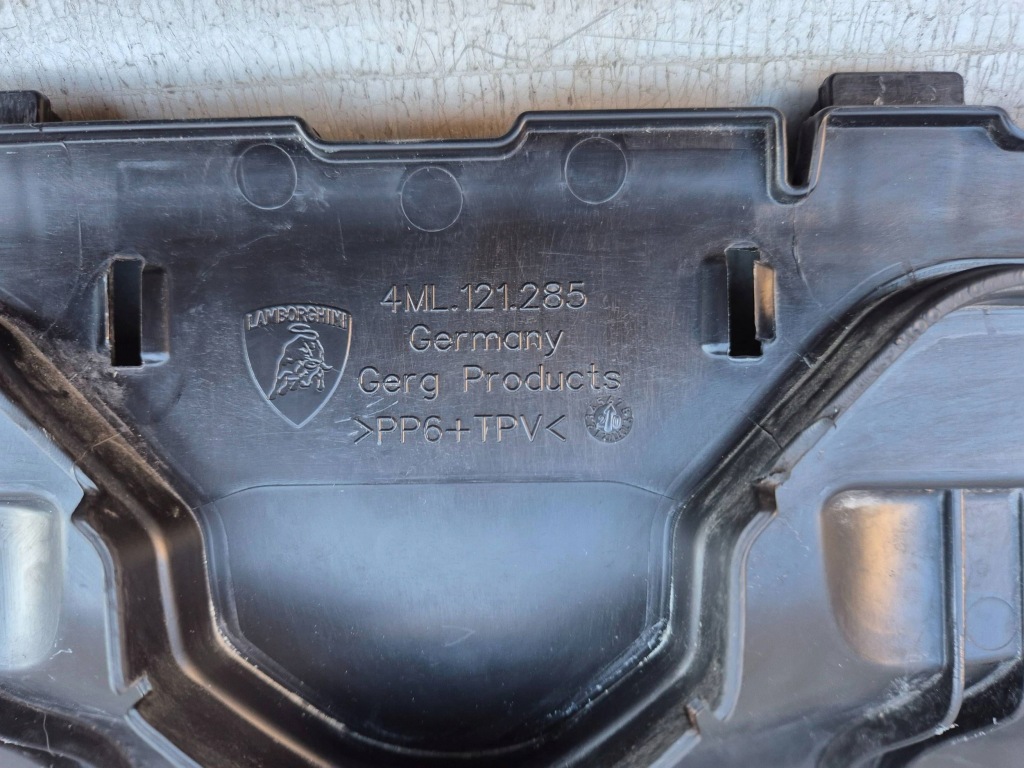 LAMBORGHINI
4ML.121.285
Germany
Gerg Products
>PP6+TPV<